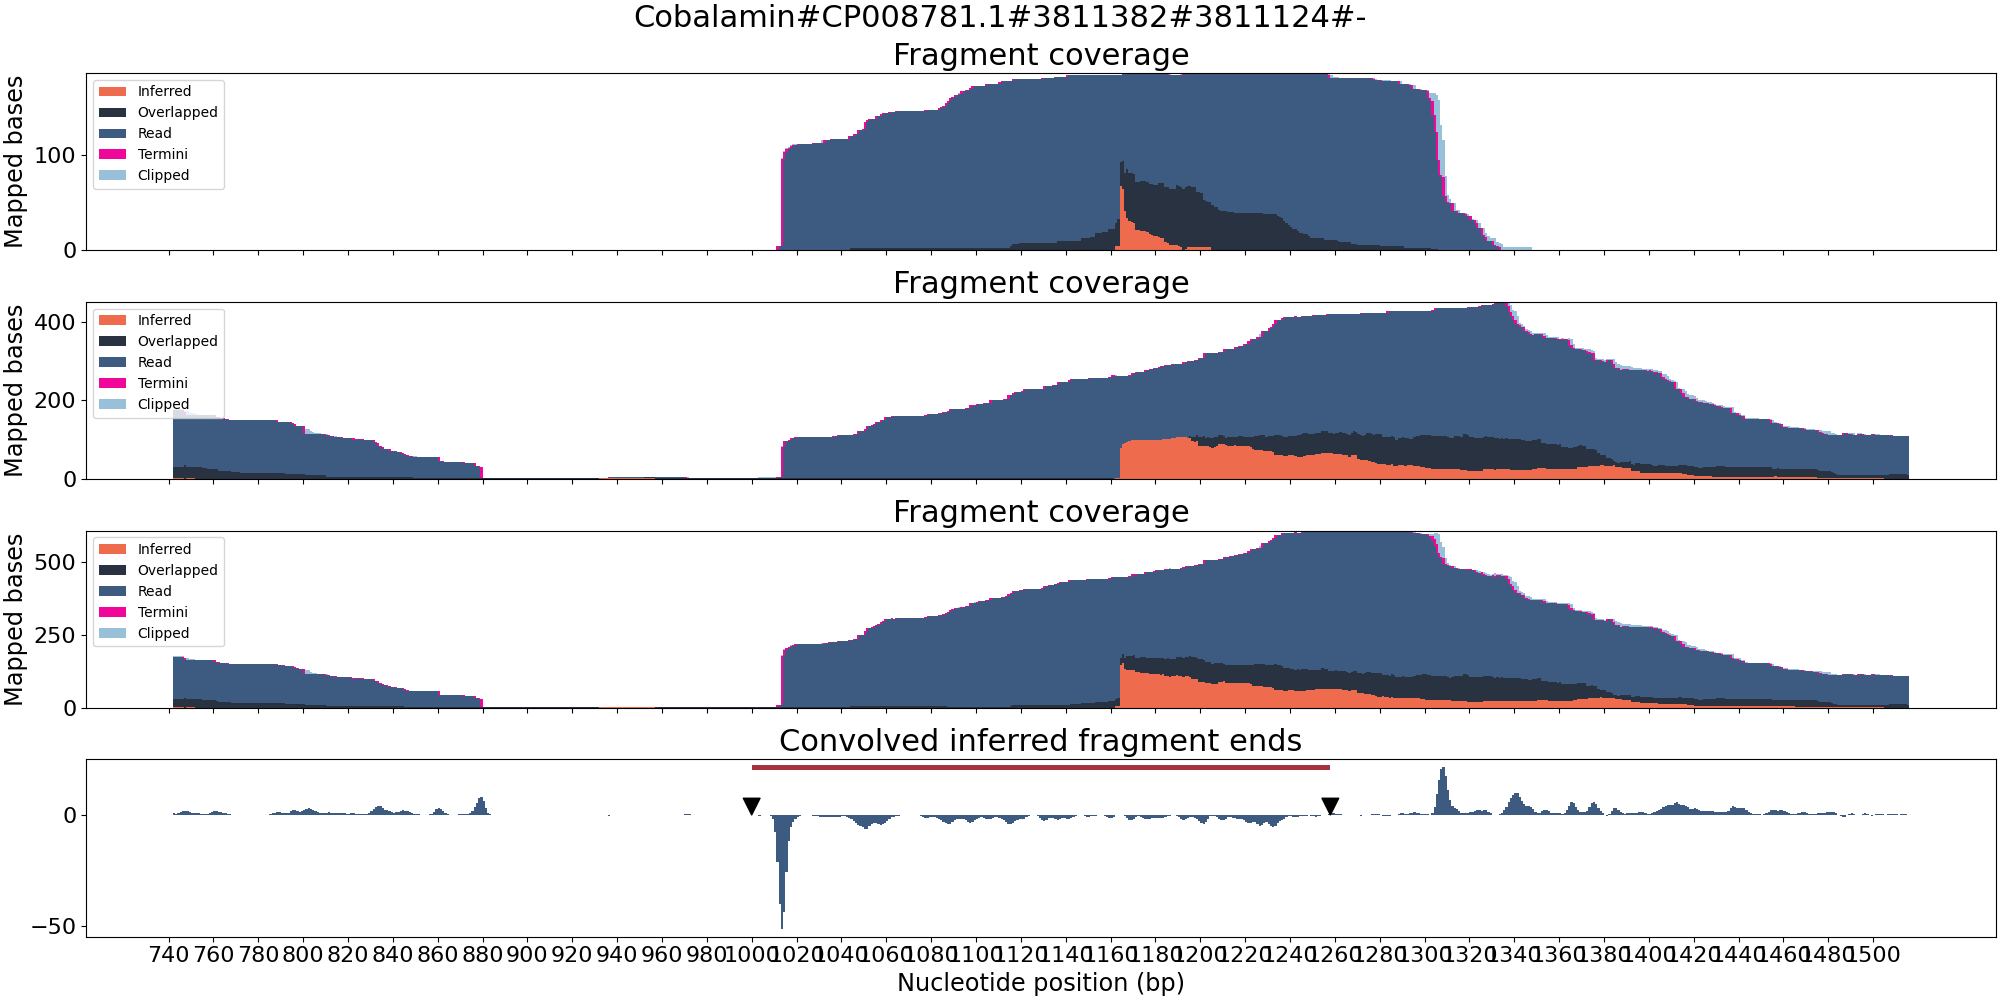 Cobalamin#CP008781.1#3811382#3811124#-
Fragment coverage
Mapped bases
100
0
Inferred
Overlapped
Read
Termini
Clipped
Fragment coverage
Mapped bases
400
200
0
Inferred
Overlapped
Read
Termini
Clipped
Fragment coverage
Mapped bases
500
250
0
Inferred
Overlapped
Read
Termini
Clipped
Convolved inferred fragment ends
0
−50
740 760 780 800 820 840 860 880 900 920 940 960 980 1000 1020 1040 1060 1080 1100 1120 1140 1160 1180 1200 1220 1240 1260 1280 1300 1320 1340 1360 1380 1400 1420 1440 1460 1480 1500
Nucleotide position (bp)